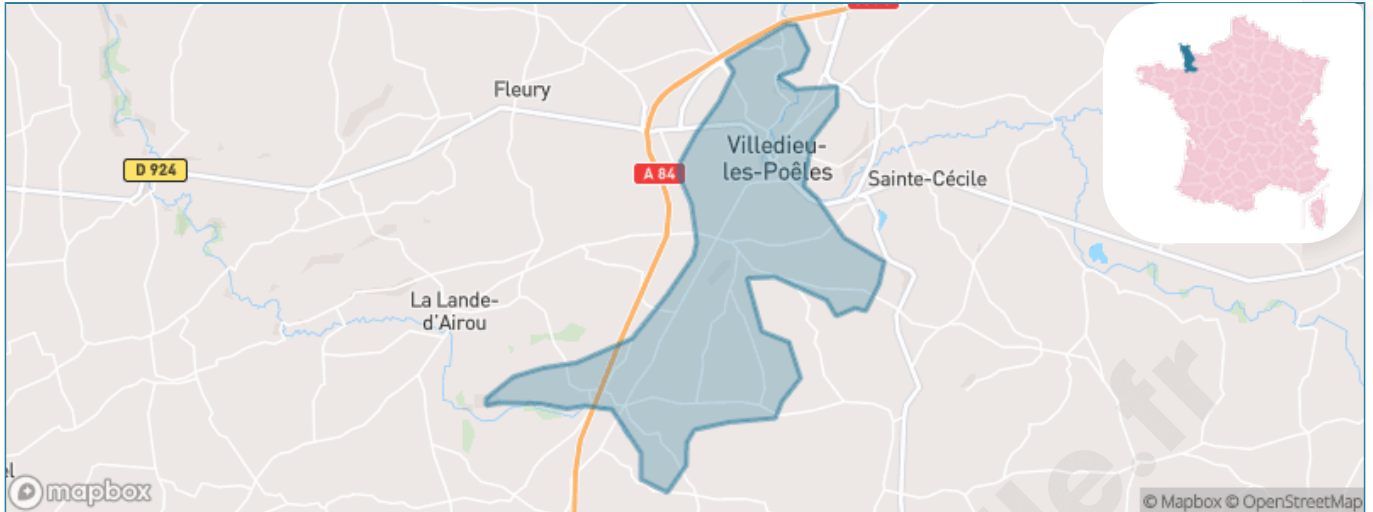 Fleury
Villedieu-
les-Poêles
D 924
A 84
Sainte-Cécile
La Lande-
d'Airou
mapbox
© Mapbox © OpenStreetMap